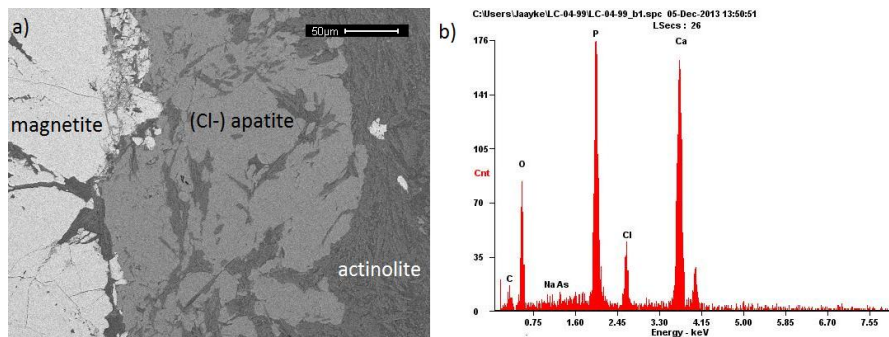 a)
50µm
magnetite
(Cl-) apatite
actinolite
b)
C:\Users\Jaayke\LC-04-99\LC-04-99_b1.spc 05-Dec-2013 13:50:51
LSecs : 26
176
141
105
Cnt
70
35
0
C
O
Na As
P
Cl
Ca
0.75 1.60 2.45 3.30 4.15 5.00 5.85 6.70 7.55
Energy - keV